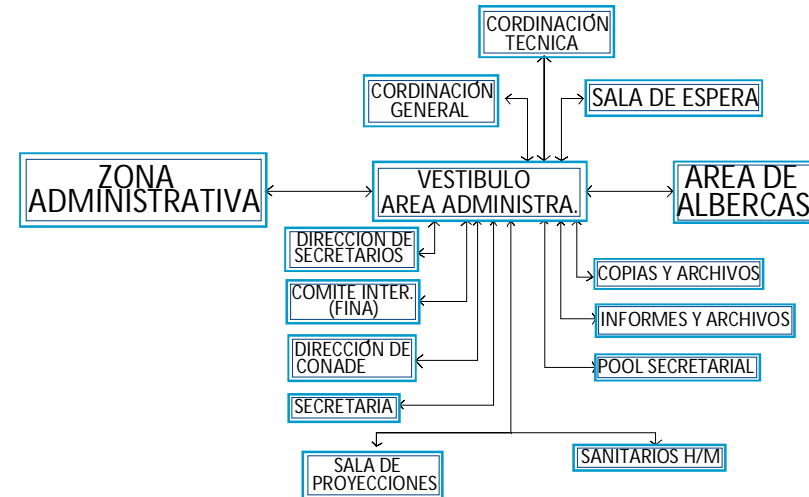 CORDINACIÓN
TECNICA
CORDINACIÓN
GENERAL
SALA DE ESPERA
ZONA
ADMINISTRATIVA
VESTIBULO
AREA ADMINISTRA.
AREA DE
ALBERCAS
DIRECCION DE
SECRETARIOS
COPIAS Y ARCHIVOS
COMITE INTER.
(FINA)
INFORMES Y ARCHIVOS
DIRECCIÓN DE
CONADE
POOL SECRETARIAL
SECRETARIA
SALA DE
PROYECCIONES
SANITARIOS H/M